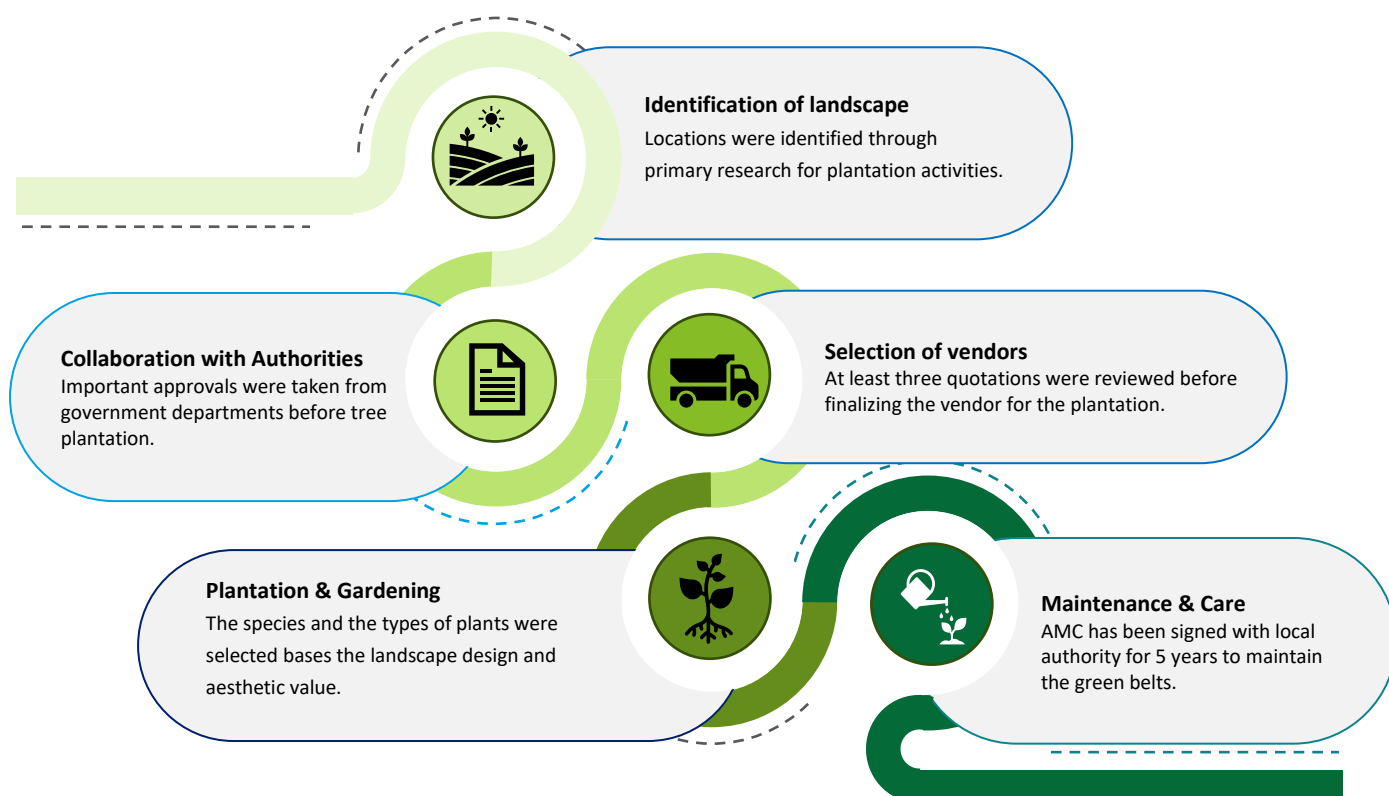 Identification of landscape
Locations were identified through
primary research for plantation activities.
Collaboration with Authorities
Important approvals were taken from
government departments before tree
plantation.
Selection of vendors
At least three quotations were reviewed before
finalizing the vendor for the plantation.
Plantation & Gardening
The species and the types of plants were
selected bases the landscape design and
aesthetic value.
Maintenance & Care
AMC has been signed with local
authority for 5 years to maintain
the green belts.